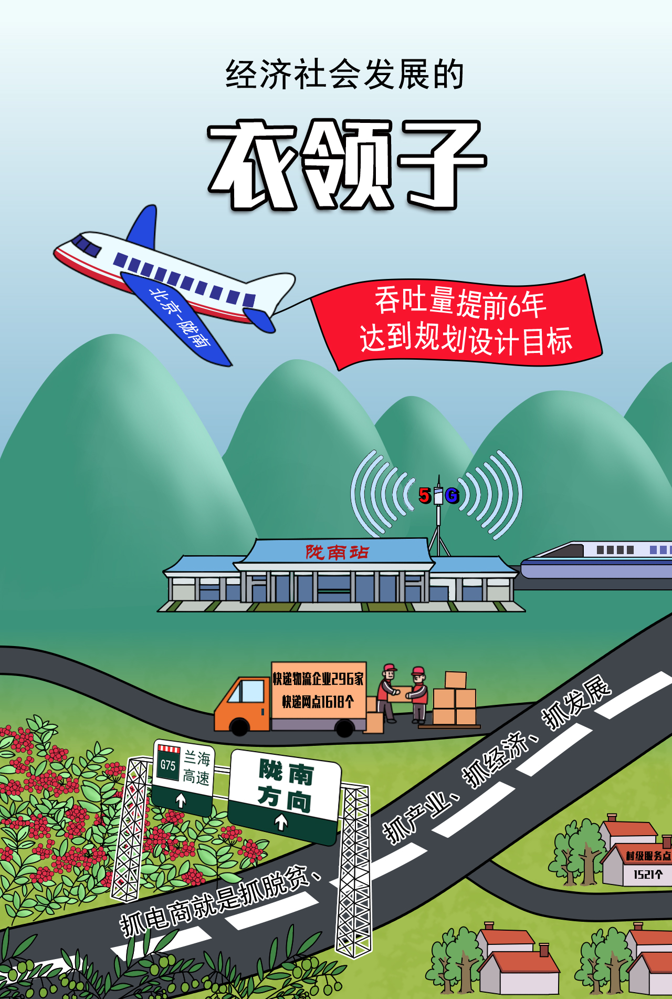 经济社会发展的
衣领子
北京-陇南
吞吐量提前6年
达到规划设计目标
5G
陇南站
快递物流企业296家
快递网点1618个
G75
兰海
高速
陇南
方向
抓电商就是抓脱贫、抓产业、抓经济、抓发展
村级服务点
1521个